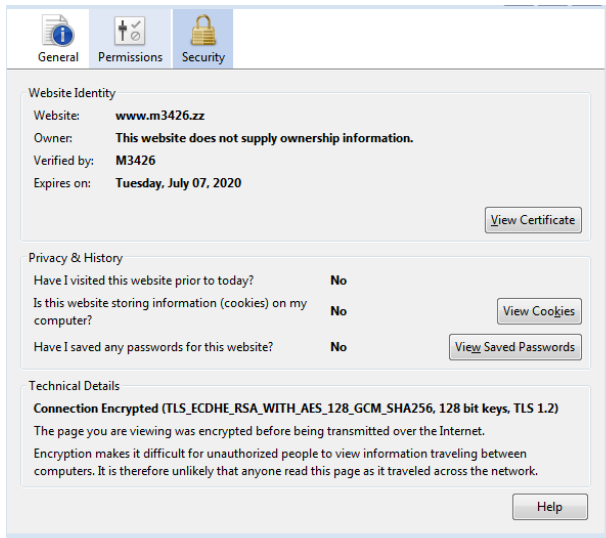 General Permissions Security
Website Identity
Website: www.m3426.zz
Owner: This website does not supply ownership information.
Verified by: M3426
Expires on: Tuesday, July 07, 2020
View Certificate
Privacy & History
Have I visited this website prior to today? No
Is this website storing information (cookies) on my
computer? No View Cookies
Have I saved any passwords for this website? No View Saved Passwords
Technical Details
Connection Encrypted (TLS_ECDHE_RSA_WITH_AES_128_GCM_SHA256, 128 bit keys, TLS 1.2)
The page you are viewing was encrypted before being transmitted over the Internet.
Encryption makes it difficult for unauthorized people to view information traveling between
computers. It is therefore unlikely that anyone read this page as it traveled across the network.
Help